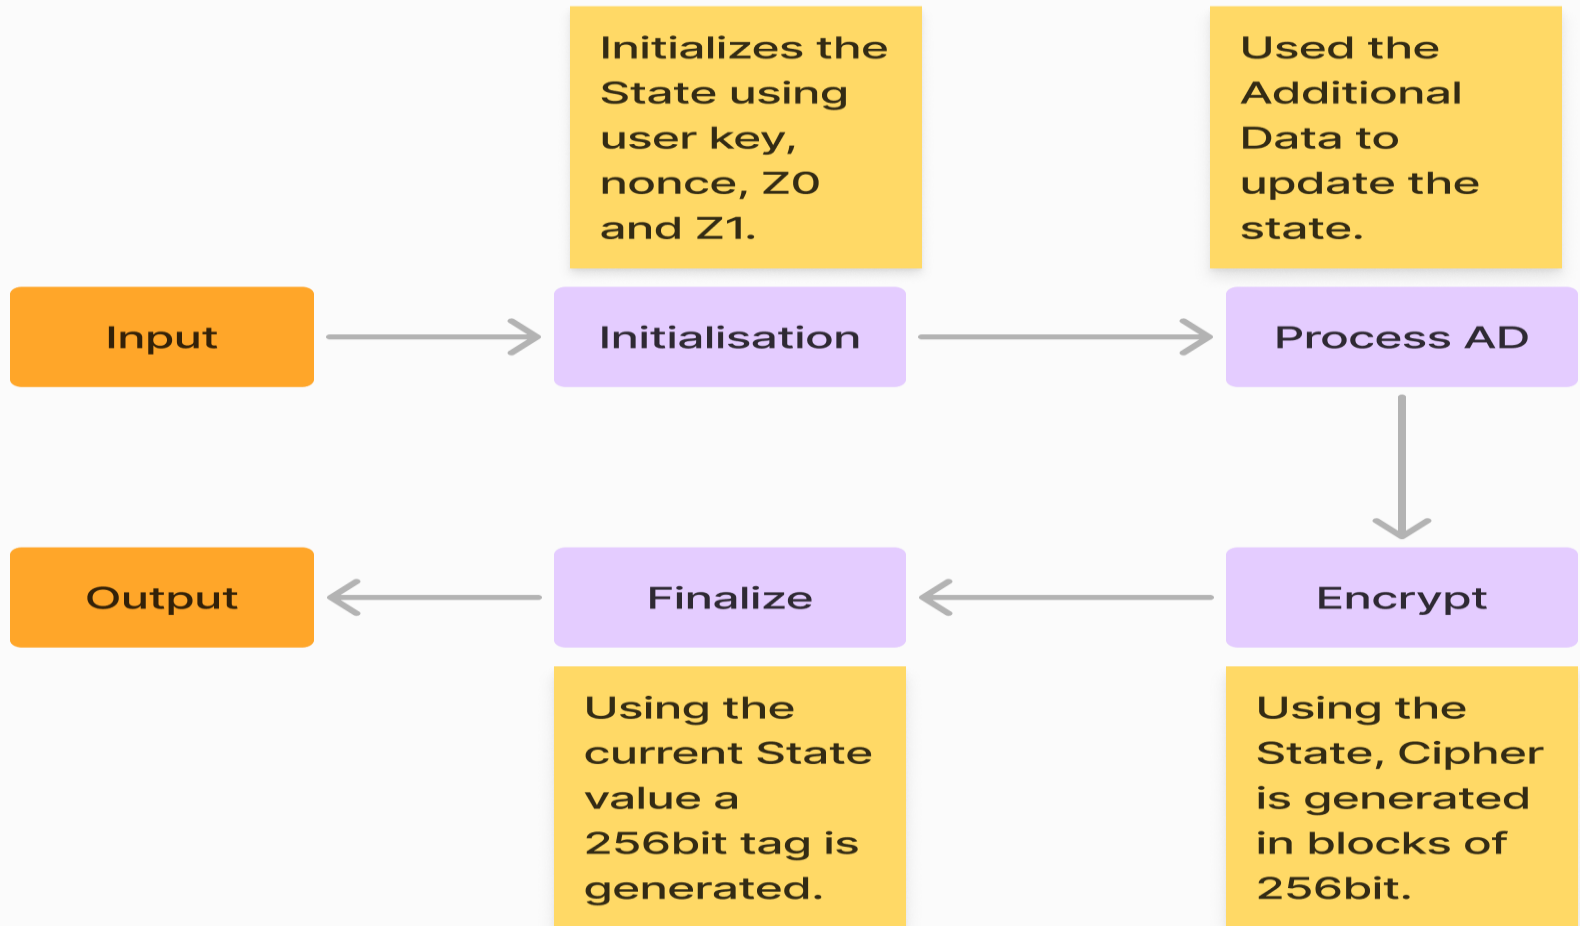 Initializes the
State using
user key,
nonce, Z0
and Z1.
Used the
Additional
Data to
update the
state.
Input
Initialisation
Process AD
Output
Finalize
Encrypt
Using the
current State
value a
256bit tag is
generated.
Using the
State, Cipher
is generated
in blocks of
256bit.